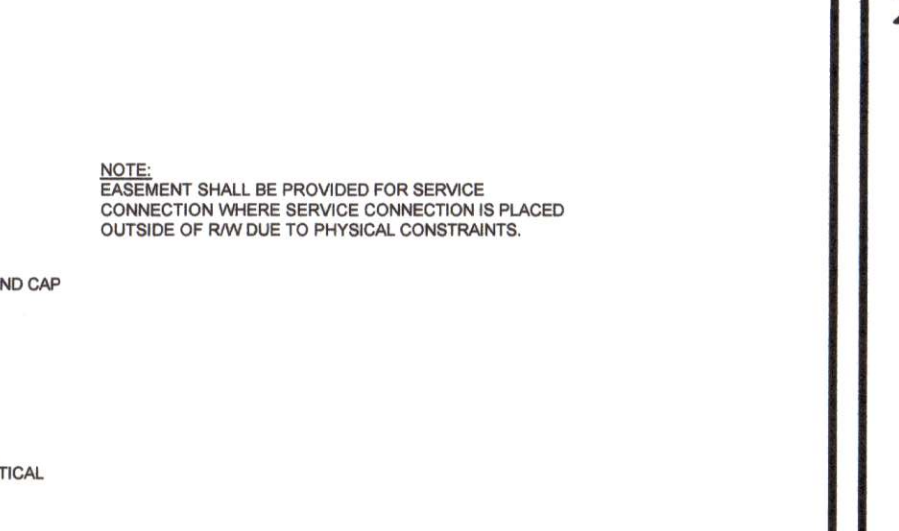 NOTE:
EASEMENT SHALL BE PROVIDED FOR SERVICE
CONNECTION WHERE SERVICE CONNECTION IS PLACED
OUTSIDE OF R/W DUE TO PHYSICAL CONSTRAINTS.
ND CAP
TICAL